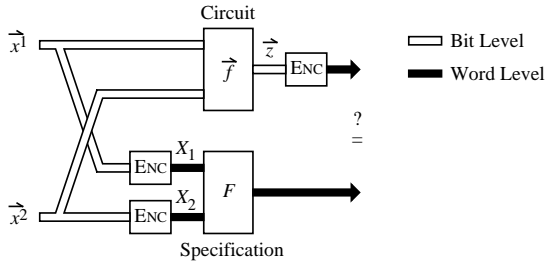 Circuit
x⃗1
f⃗
z⃗
ENC
Bit Level
Word Level
?
=
ENC
X1
F
x⃗2
ENC
X2
Specification